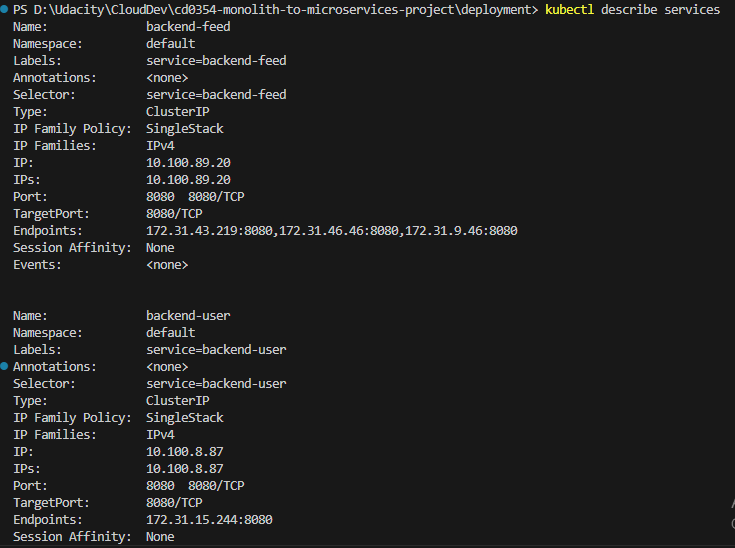 PS D:\Udacity\CloudDev\cd0354-monolith-to-microservices-project\deployment> kubectl describe services
Name:              backend-feed
Namespace:         default
Labels:            service=backend-feed
Annotations:       <none>
Selector:          service=backend-feed
Type:              ClusterIP
IP Family Policy:  SingleStack
IP Families:       IPv4
IP:                10.100.89.20
IPs:               10.100.89.20
Port:              8080  8080/TCP
TargetPort:        8080/TCP
Endpoints:         172.31.43.219:8080,172.31.46.46:8080,172.31.9.46:8080
Session Affinity:  None
Events:            <none>
Name:              backend-user
Namespace:         default
Labels:            service=backend-user
Annotations:       <none>
Selector:          service=backend-user
Type:              ClusterIP
IP Family Policy:  SingleStack
IP Families:       IPv4
IP:                10.100.8.87
IPs:               10.100.8.87
Port:              8080  8080/TCP
TargetPort:        8080/TCP
Endpoints:         172.31.15.244:8080
Session Affinity:  None